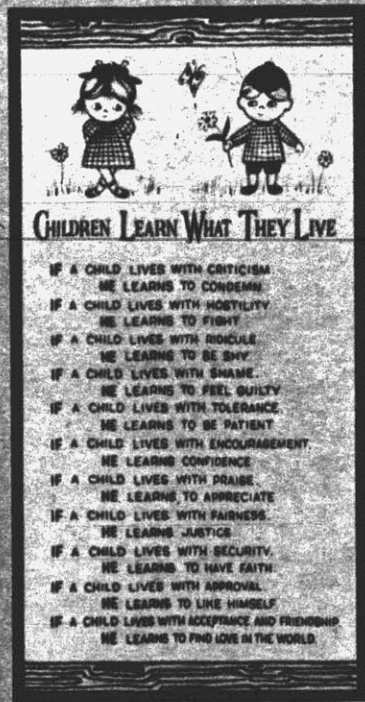 CHILDREN LEARN WHAT THEY LIVE
IF A CHILD LIVES WITH CRITICISM
HE LEARNS TO CONDEMN
IF A CHILD LIVES WITH HOSTILITY
HE LEARNS TO FIGHT
IF A CHILD LIVES WITH RIDICULE
HE LEARNS TO BE SHY
IF A CHILD LIVES WITH SHAME.
HE LEARNS TO FEEL GUILTY
IF A CHILD LIVES WITH TOLERANCE
HE LEARNS TO BE PATIENT
IF A CHILD LIVES WITH ENCOURAGEMENT
HE LEARNS CONFIDENCE
IF A CHILD LIVES WITH PRAISE.
HE LEARNS TO APPRECIATE
IF A CHILD LIVES WITH FAIRNESS.
HE LEARNS JUSTICE
IF A CHILD LIVES WITH SECURITY.
HE LEARNS TO HAVE FAITH
IF A CHILD LIVES WITH APPROVAL
HE LEARNS TO LIKE HIMSELF
IF A CHILD LIVES WITH ACCEPTANCE AND FRIENDSHIP
HE LEARNS TO FIND LOVE IN THE WORLD